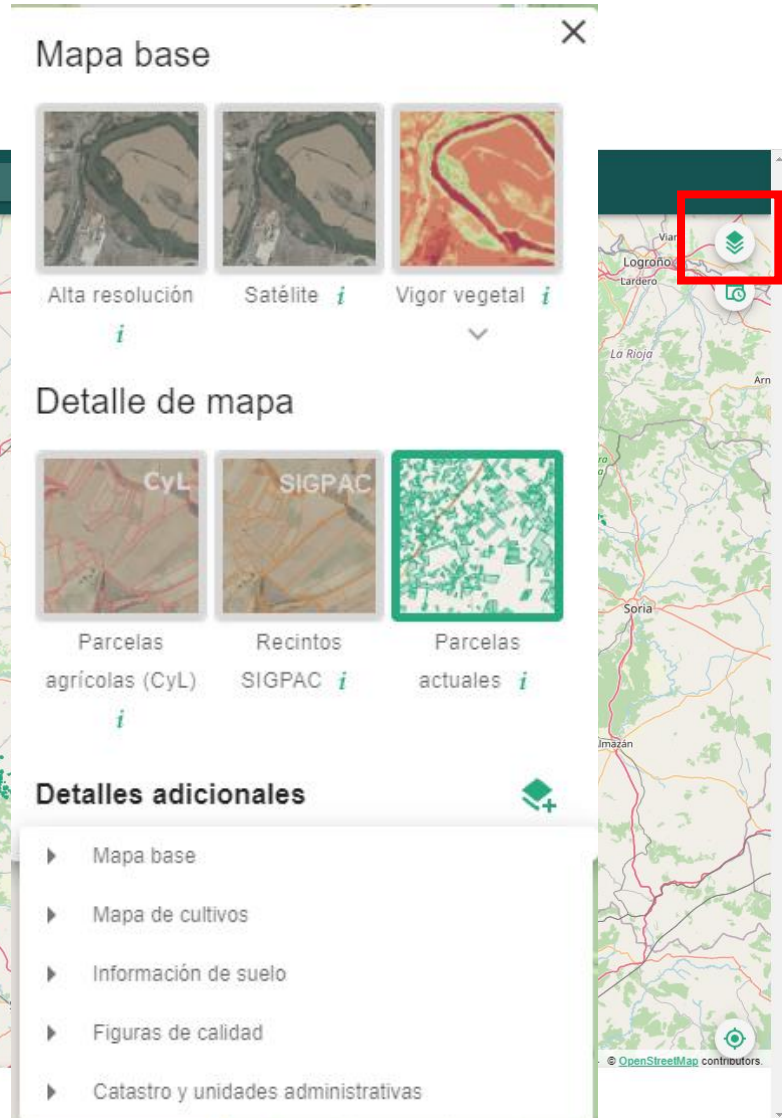 Mapa base
Alta resolución
i
Satélite i
Vigor vegetal i
Detalle de mapa
CyL
SIGPAC
Parcelas
agrícolas (CyL)
i
Recintos
SIGPAC i
Parcelas
actuales i
Detalles adicionales
Mapa base
Mapa de cultivos
Información de suelo
Figuras de calidad
Catastro y unidades administrativas
Logroño
Lardero
La Rioja
Arn
Soria
lmazán
© OpenStreetMap contributors.